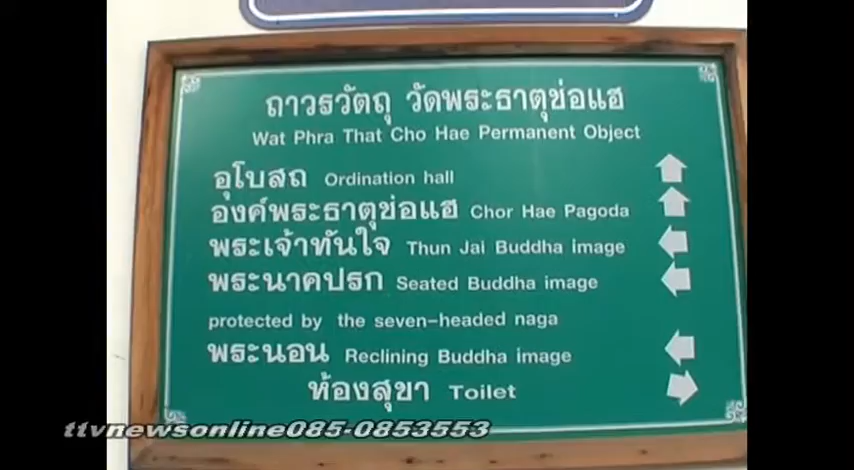 ถาวรวัตถุ วัดพระธาตุช่อแฮ
Wat Phra That Cho Hae Permanent Object
อุโบสถ Ordination hall
องค์พระธาตุช่อแฮ Chor Hae Pagoda
พระเจ้าทันใจ Thun Jai Buddha image
พระนาคปรก Seated Buddha image
protected by the seven-headed naga
พระนอน Reclining Buddha image
ห้องสุขา Toilet
ttvnewsonline085-0853553